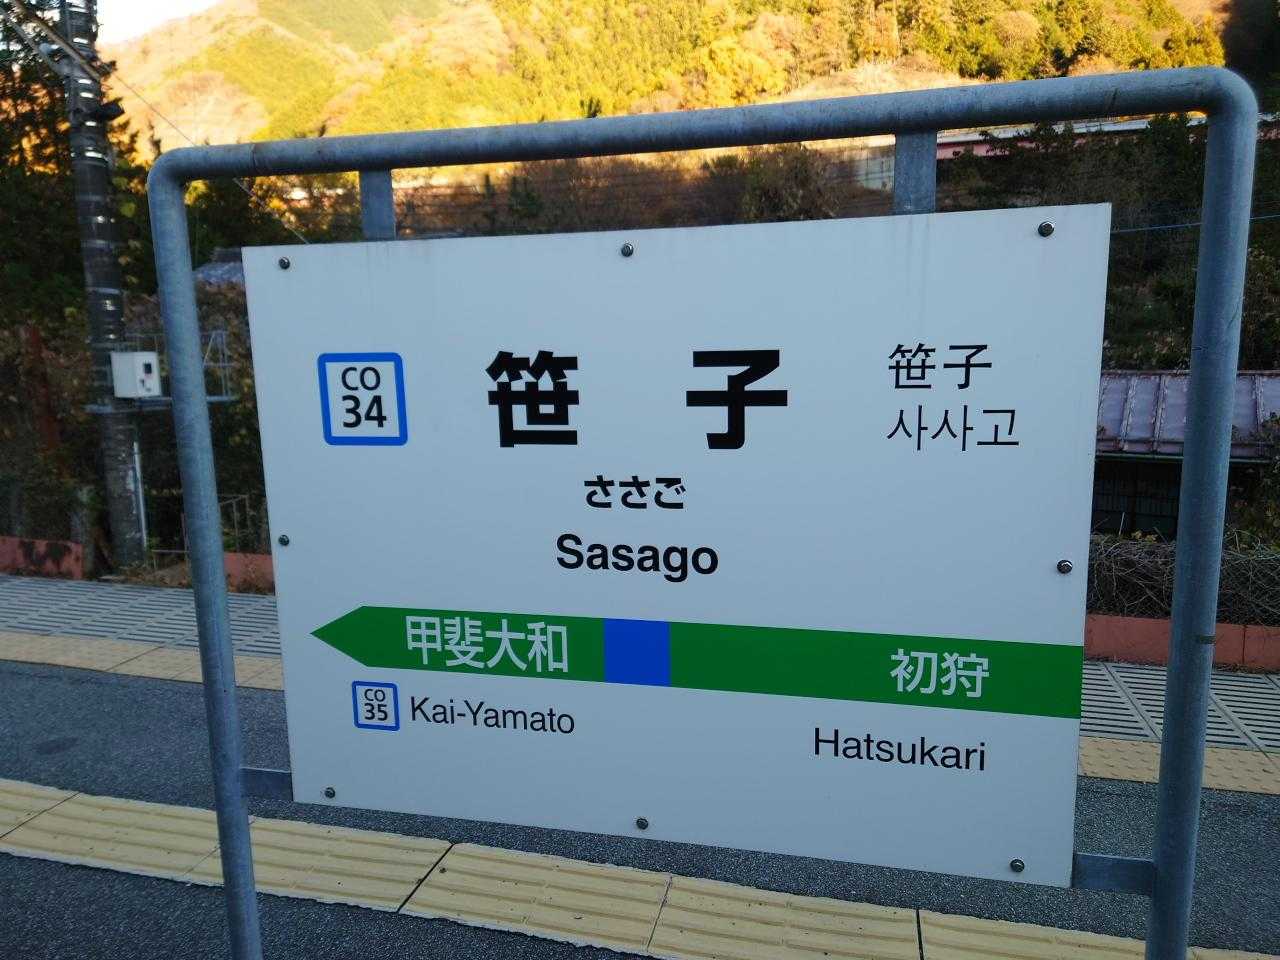 CO
34
笹子
笹子
사사고
ささご
Sasago
甲斐大和 初狩
CO
35
Kai-Yamato
Hatsukari